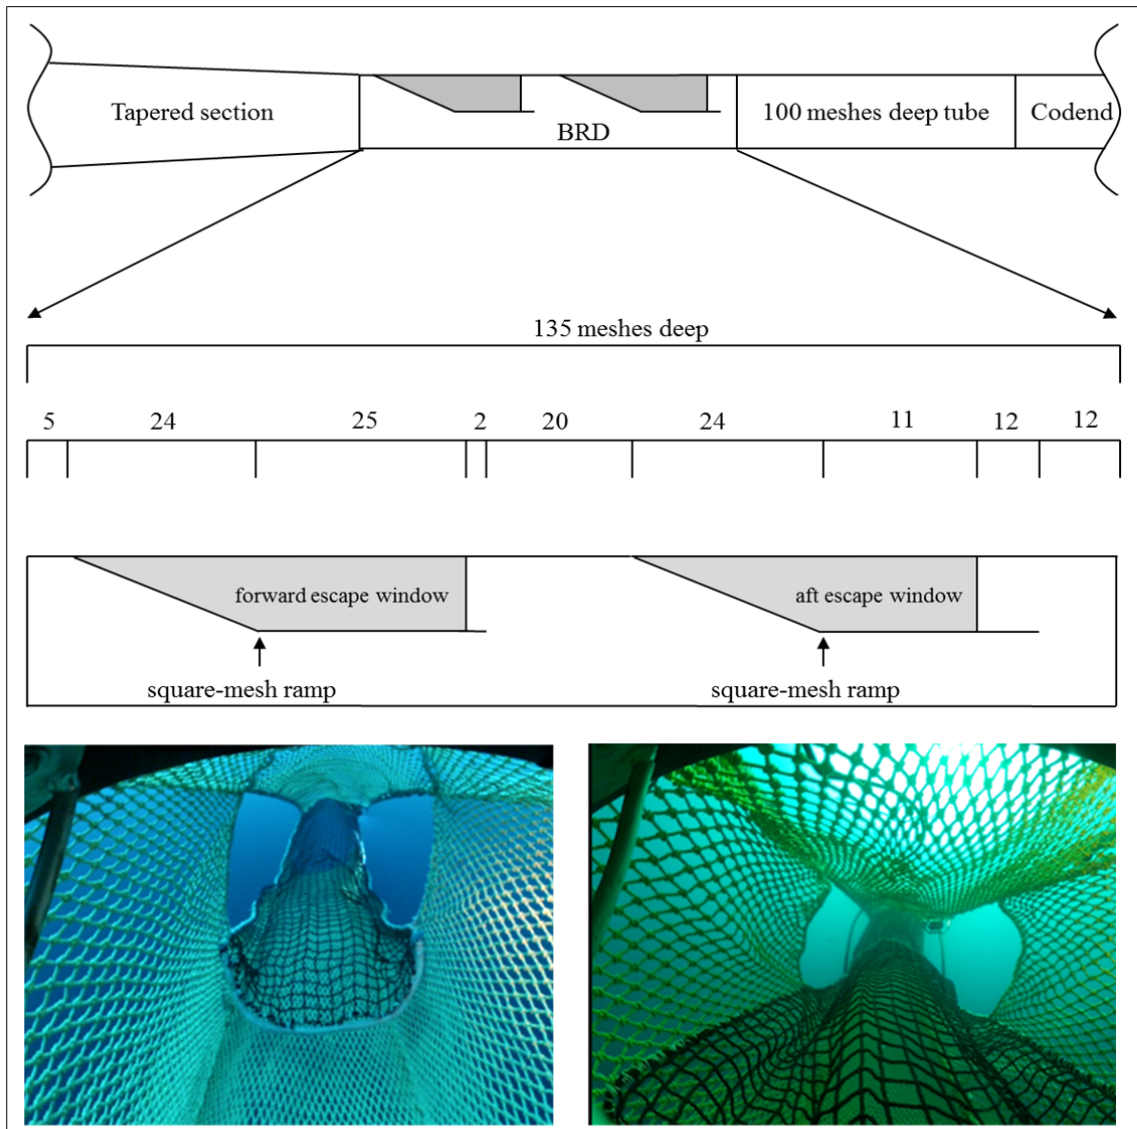 Tapered section
BRD
100 meshes deep tube
Codend
135 meshes deep
5 24 25 2 20 24 11 12 12
forward escape window
aft escape window
square-mesh ramp
square-mesh ramp